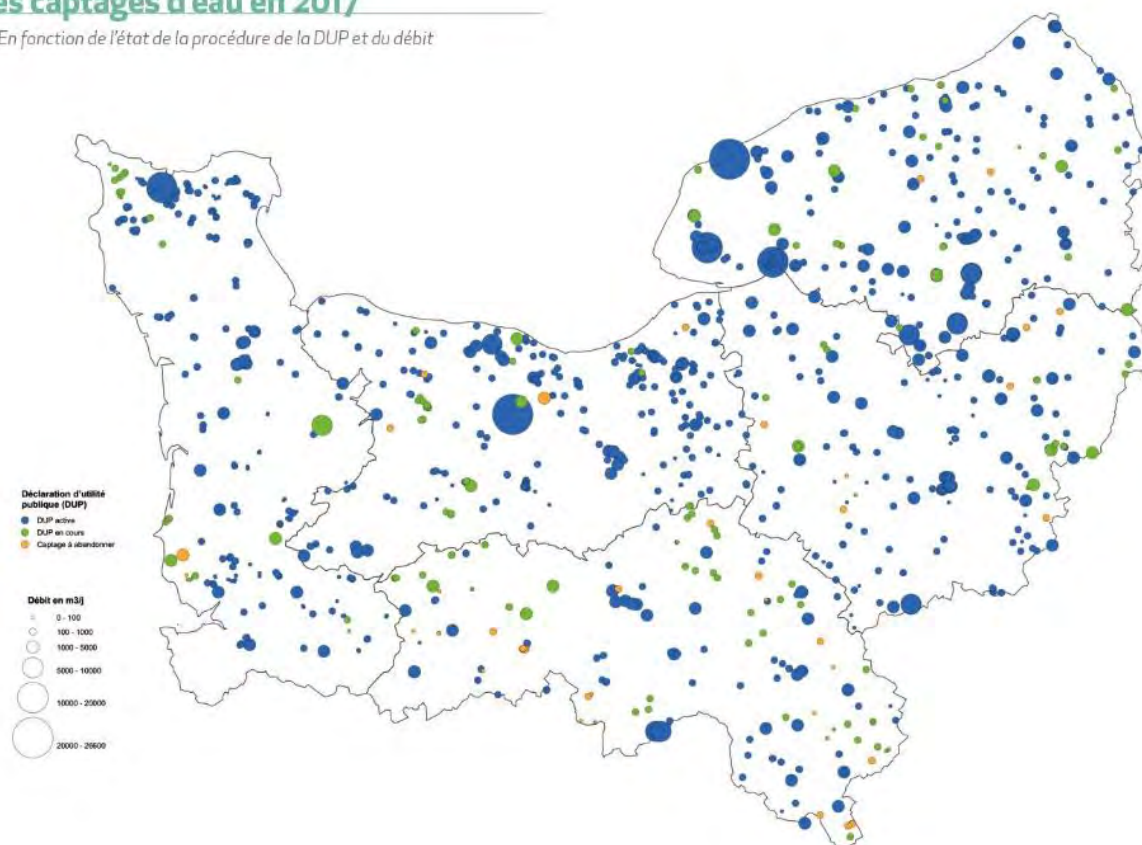 es captages d'eau en 2017
En fonction de l'état de la procédure de la DUP et du débit
Déclaration d'utilité
publique (DUP)
DUP active
DUP en cours
Captage à abandonner
Débit en m3/j
0 - 100
100 - 1000
1000 - 5000
5000 - 10000
10000 - 20000
20000 - 26600